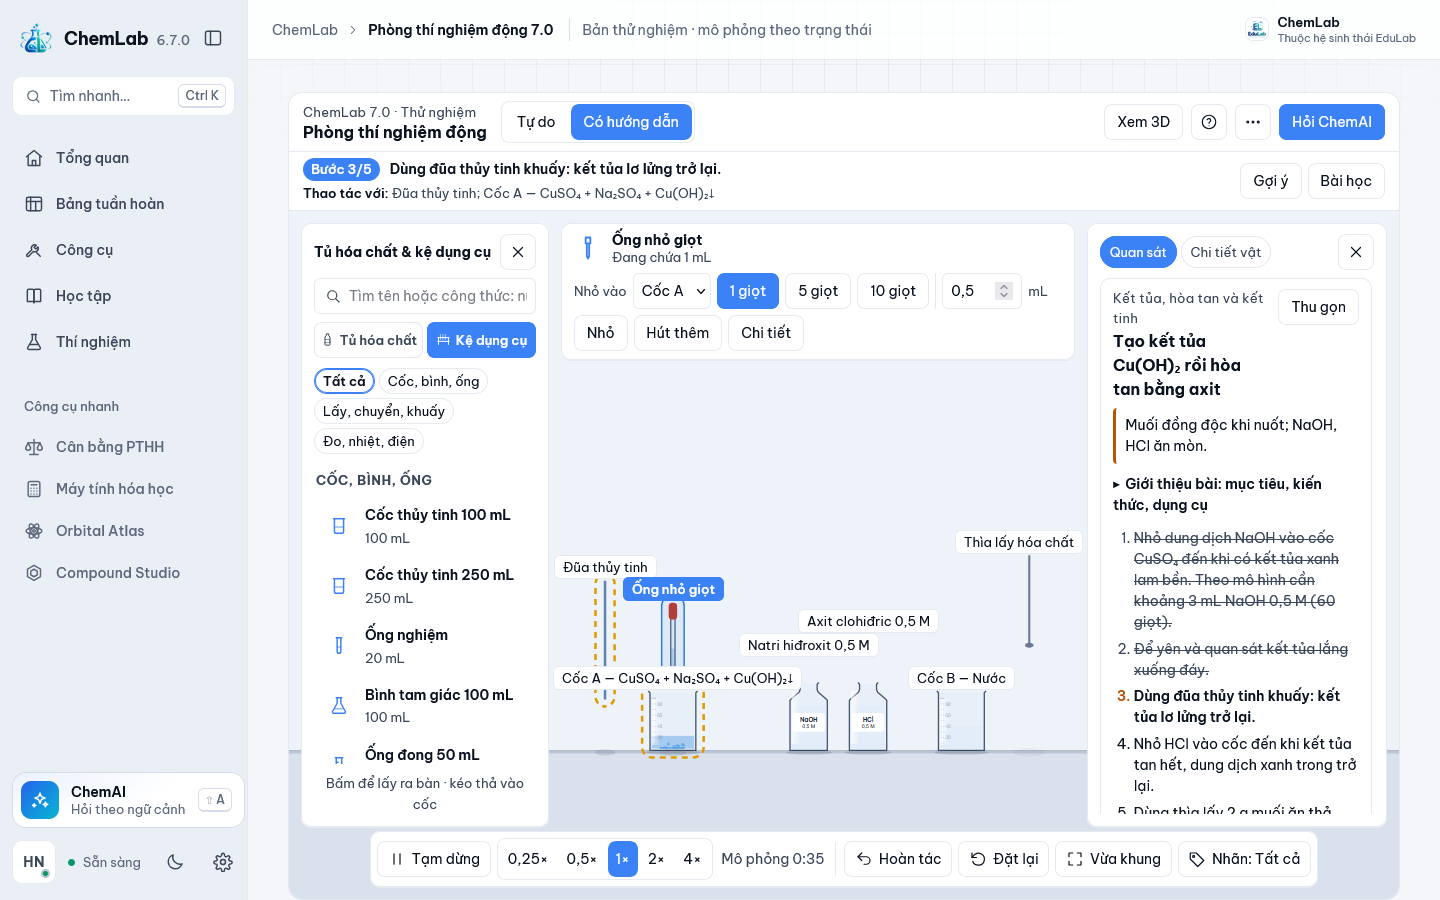 ChemLab 6.7.0
Tìm nhanh... Ctrl K
Tổng quan
Bảng tuần hoàn
Công cụ
Học tập
Thí nghiệm
Công cụ nhanh
Cân bằng PTHH
Máy tính hóa học
Orbital Atlas
Compound Studio
ChemAI
Hỏi theo ngữ cảnh
⇧ A
HN
Sẵn sàng
ChemLab › Phòng thí nghiệm động 7.0
Bản thử nghiệm · mô phỏng theo trạng thái
EduLab
ChemLab
Thuộc hệ sinh thái EduLab
ChemLab 7.0 · Thử nghiệm
Phòng thí nghiệm động
Tự do
Có hướng dẫn
Xem 3D
Hỏi ChemAI
Bước 3/5 Dùng đũa thủy tinh khuấy: kết tủa lơ lửng trở lại.
Thao tác với: Đũa thủy tinh; Cốc A — CuSO₄ + Na₂SO₄ + Cu(OH)₂↓
Gợi ý
Bài học
Tủ hóa chất & kệ dụng cụ
Tìm tên hoặc công thức:
Tủ hóa chất
Kệ dụng cụ
Tất cả
Cốc, bình, ống
Lấy, chuyển, khuấy
Đo, nhiệt, điện
CỐC, BÌNH, ỐNG
Cốc thủy tinh 100 mL
100 mL
Cốc thủy tinh 250 mL
250 mL
Ống nghiệm
20 mL
Bình tam giác 100 mL
100 mL
Ống đong 50 mL
Bấm để lấy ra bàn · kéo thả vào
cốc
Ống nhỏ giọt
Đang chứa 1 mL
Nhỏ vào Cốc A 1 giọt 5 giọt 10 giọt 0,5 mL
Nhỏ
Hút thêm
Chi tiết
Thìa lấy hóa chất
Đũa thủy tinh
Ống nhỏ giọt
Axit clohiđric 0,5 M
Natri hiđroxit 0,5 M
Cốc A — CuSO₄ + Na₂SO₄ + Cu(OH)₂↓
Cốc B — Nước
NaOH
0.5 M
HCl
0.5 M
Quan sát
Chi tiết vật
Kết tủa, hòa tan và kết
tinh
Thu gọn
Tạo kết tủa
Cu(OH)₂ rồi hòa
tan bằng axit
Muối đồng độc khi nuốt; NaOH,
HCl ăn mòn.
▸ Giới thiệu bài: mục tiêu, kiến
thức, dụng cụ
1. Nhỏ dung dịch NaOH vào cốc
CuSO₄ đến khi có kết tủa xanh
lam bền. Theo mô hình cần
khoảng 3 mL NaOH 0,5 M (60
giọt).
2. Để yên và quan sát kết tủa lắng
xuống đáy.
3. Dùng đũa thủy tinh khuấy: kết
tủa lơ lửng trở lại.
4. Nhỏ HCl vào cốc đến khi kết tủa
tan hết, dung dịch xanh trong trở
lại.
5. Dùng thìa lấy 2 g muối ăn thả
Tạm dừng
0,25× 0,5× 1× 2× 4×
Mô phỏng 0:35
Hoàn tác
Đặt lại
Vừa khung
Nhãn: Tất cả